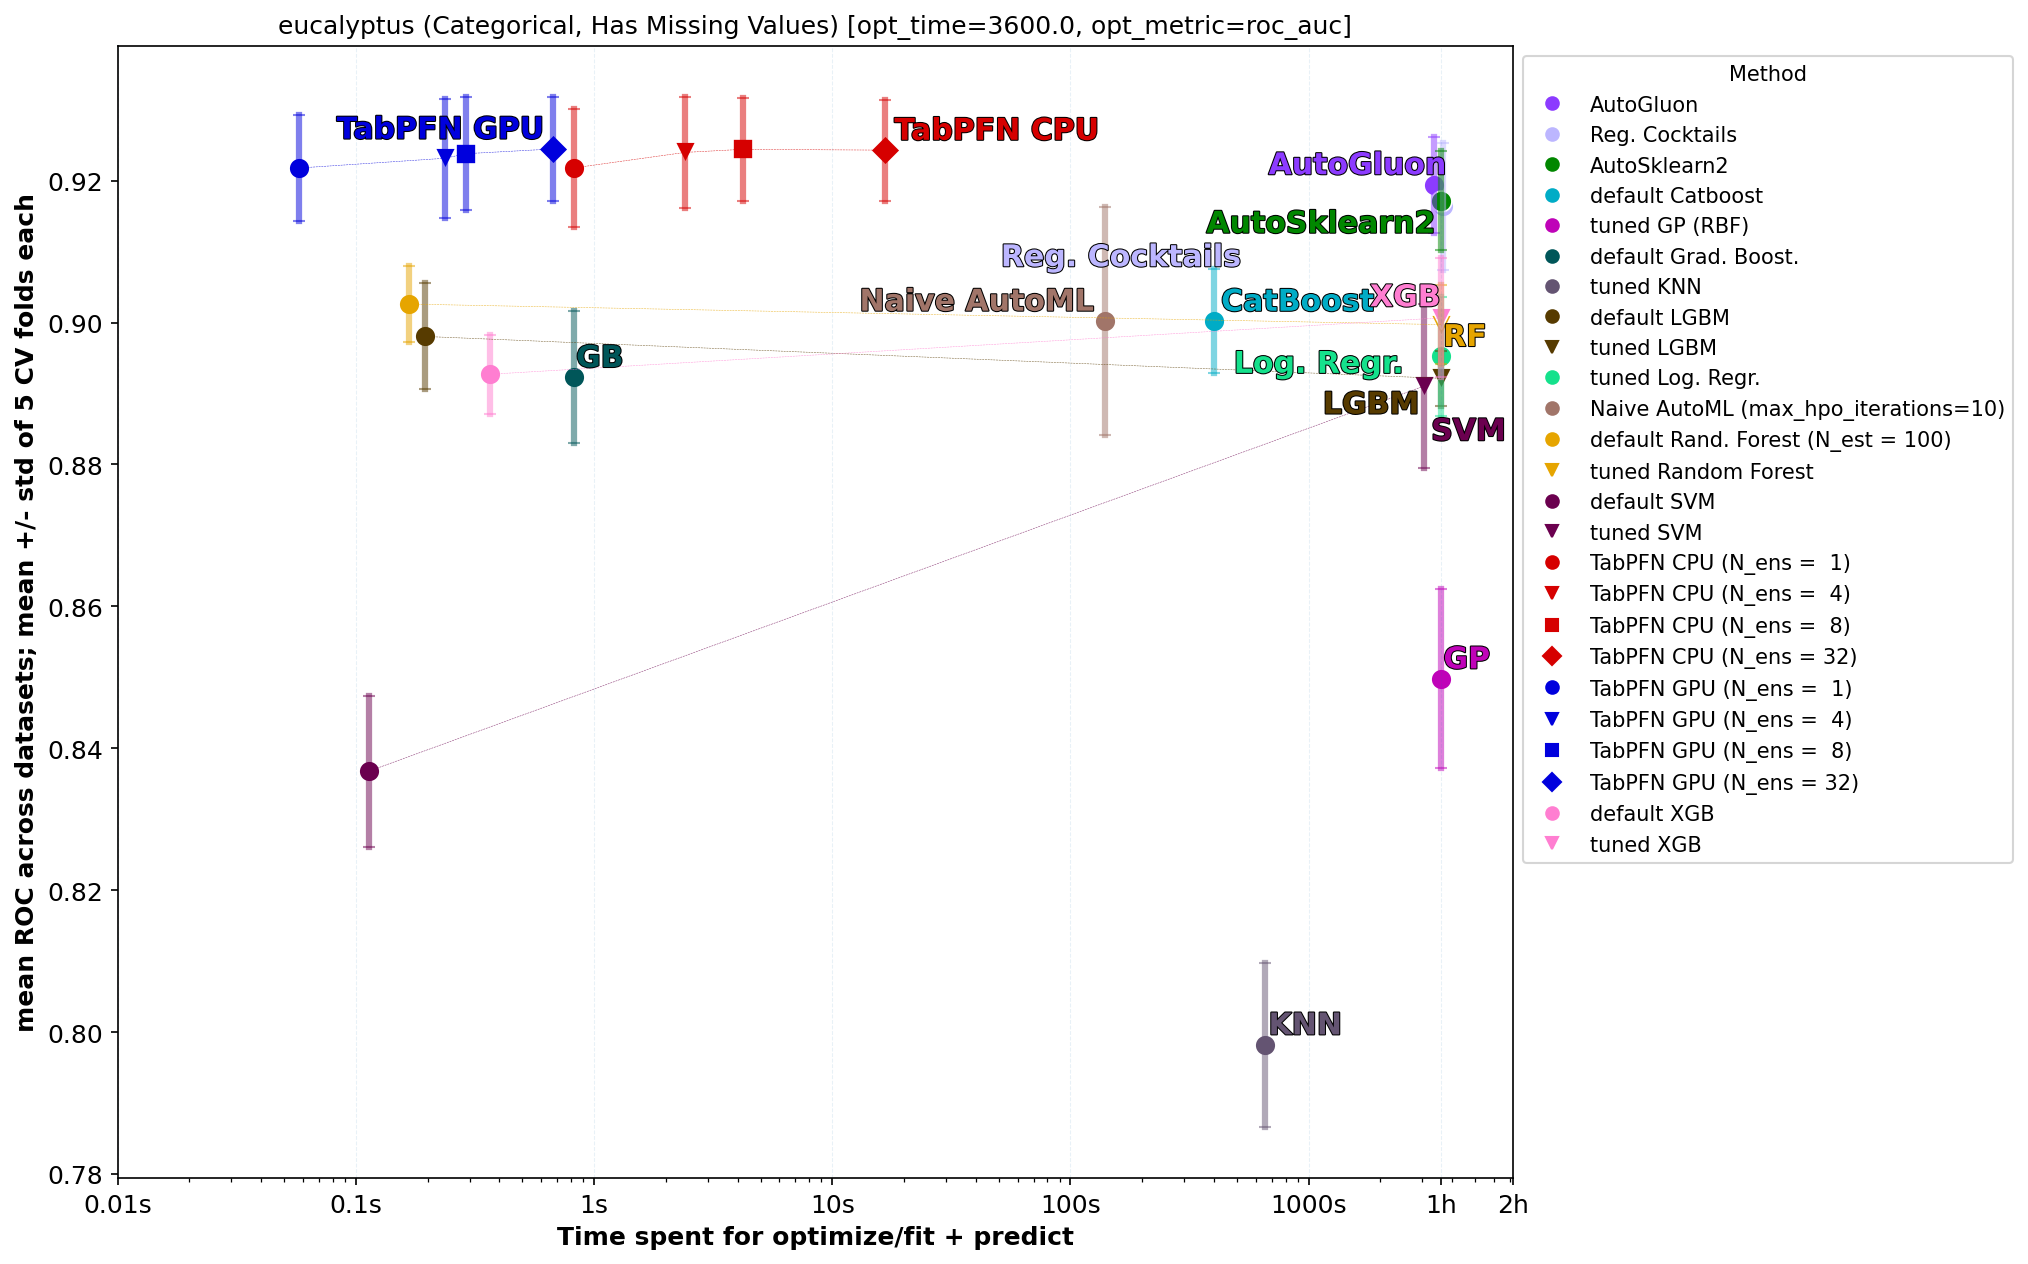 eucalyptus (Categorical, Has Missing Values) [opt_time=3600.0, opt_metric=roc_auc]
mean ROC across datasets; mean +/- std of 5 CV folds each
0.92
0.90
0.88
0.86
0.84
0.82
0.80
0.78
TabPFN GPU
TabPFN CPU
AutoGluon
AutoSklearn2
Reg. Cocktails
Naive AutoML
CatBoost
XGB
RF
GB
Log. Regr.
LGBM
SVM
GP
KNN
0.01s
0.1s
1s
10s
100s
1000s
1h
2h
Time spent for optimize/fit + predict
Method
AutoGluon
Reg. Cocktails
AutoSklearn2
default Catboost
tuned GP (RBF)
default Grad. Boost.
tuned KNN
default LGBM
tuned LGBM
tuned Log. Regr.
Naive AutoML (max_hpo_iterations=10)
default Rand. Forest (N_est = 100)
tuned Random Forest
default SVM
tuned SVM
TabPFN CPU (N_ens =  1)
TabPFN CPU (N_ens =  4)
TabPFN CPU (N_ens =  8)
TabPFN CPU (N_ens = 32)
TabPFN GPU (N_ens =  1)
TabPFN GPU (N_ens =  4)
TabPFN GPU (N_ens =  8)
TabPFN GPU (N_ens = 32)
default XGB
tuned XGB